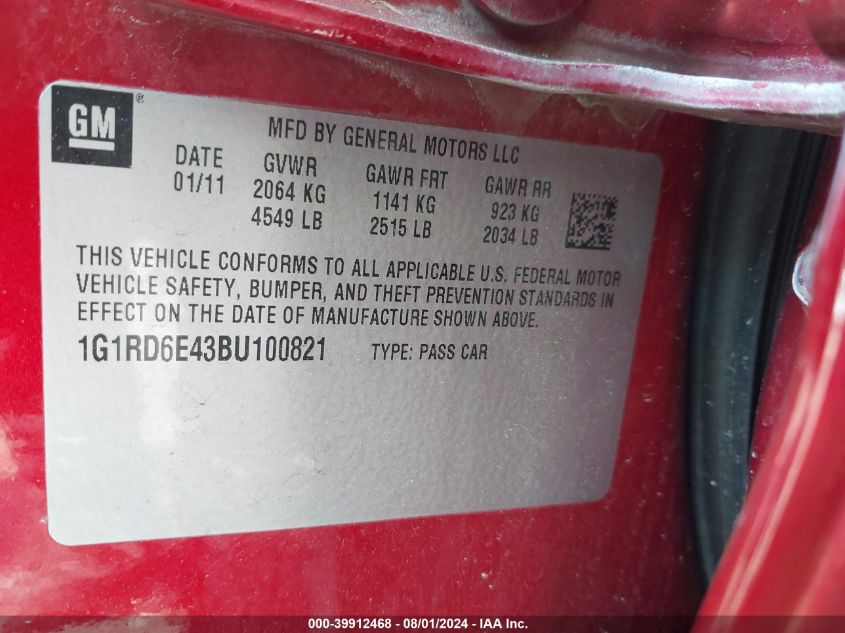 GM ®
MFD BY GENERAL MOTORS LLC
DATE GVWR GAWR FRT GAWR RR
01/11 2064 KG 1141 KG 923 KG
4549 LB 2515 LB 2034 LB
THIS VEHICLE CONFORMS TO ALL APPLICABLE U.S. FEDERAL MOTOR
VEHICLE SAFETY, BUMPER, AND THEFT PREVENTION STANDARDS IN
EFFECT ON THE DATE OF MANUFACTURE SHOWN ABOVE.
1G1RD6E43BU100821 TYPE: PASS CAR
000-39912468 - 08/01/2024 - IAA Inc.